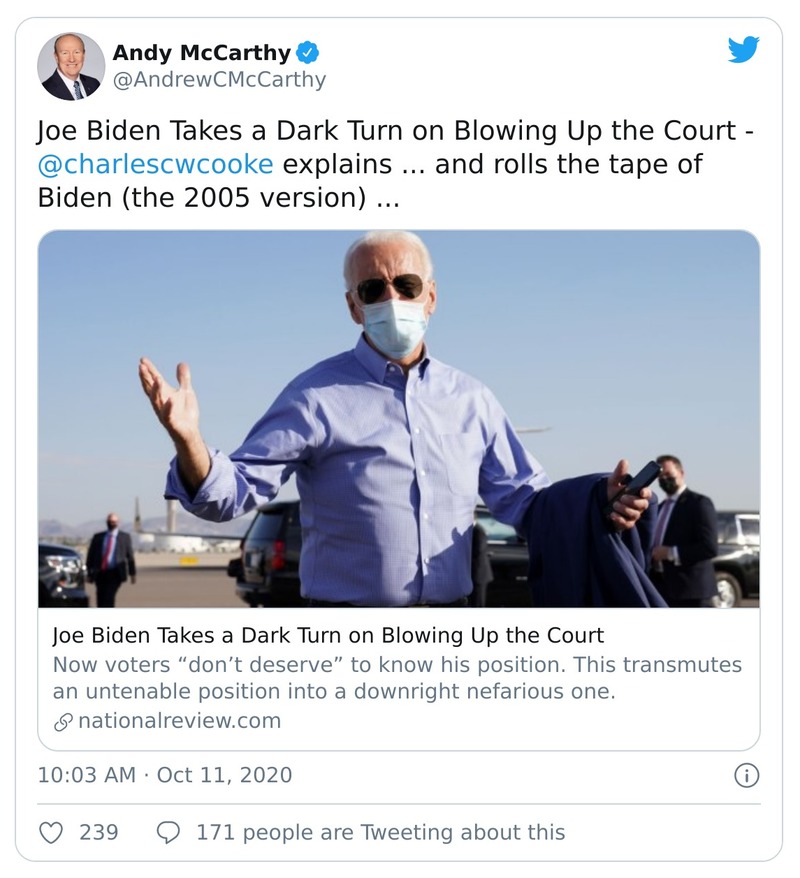 Andy McCarthy
@AndrewCMcCarthy
Joe Biden Takes a Dark Turn on Blowing Up the Court -
@charlescwcooke explains ... and rolls the tape of
Biden (the 2005 version) ...
Joe Biden Takes a Dark Turn on Blowing Up the Court
Now voters “don’t deserve” to know his position. This transmutes
an untenable position into a downright nefarious one.
nationalreview.com
10:03 AM · Oct 11, 2020
239 171 people are Tweeting about this